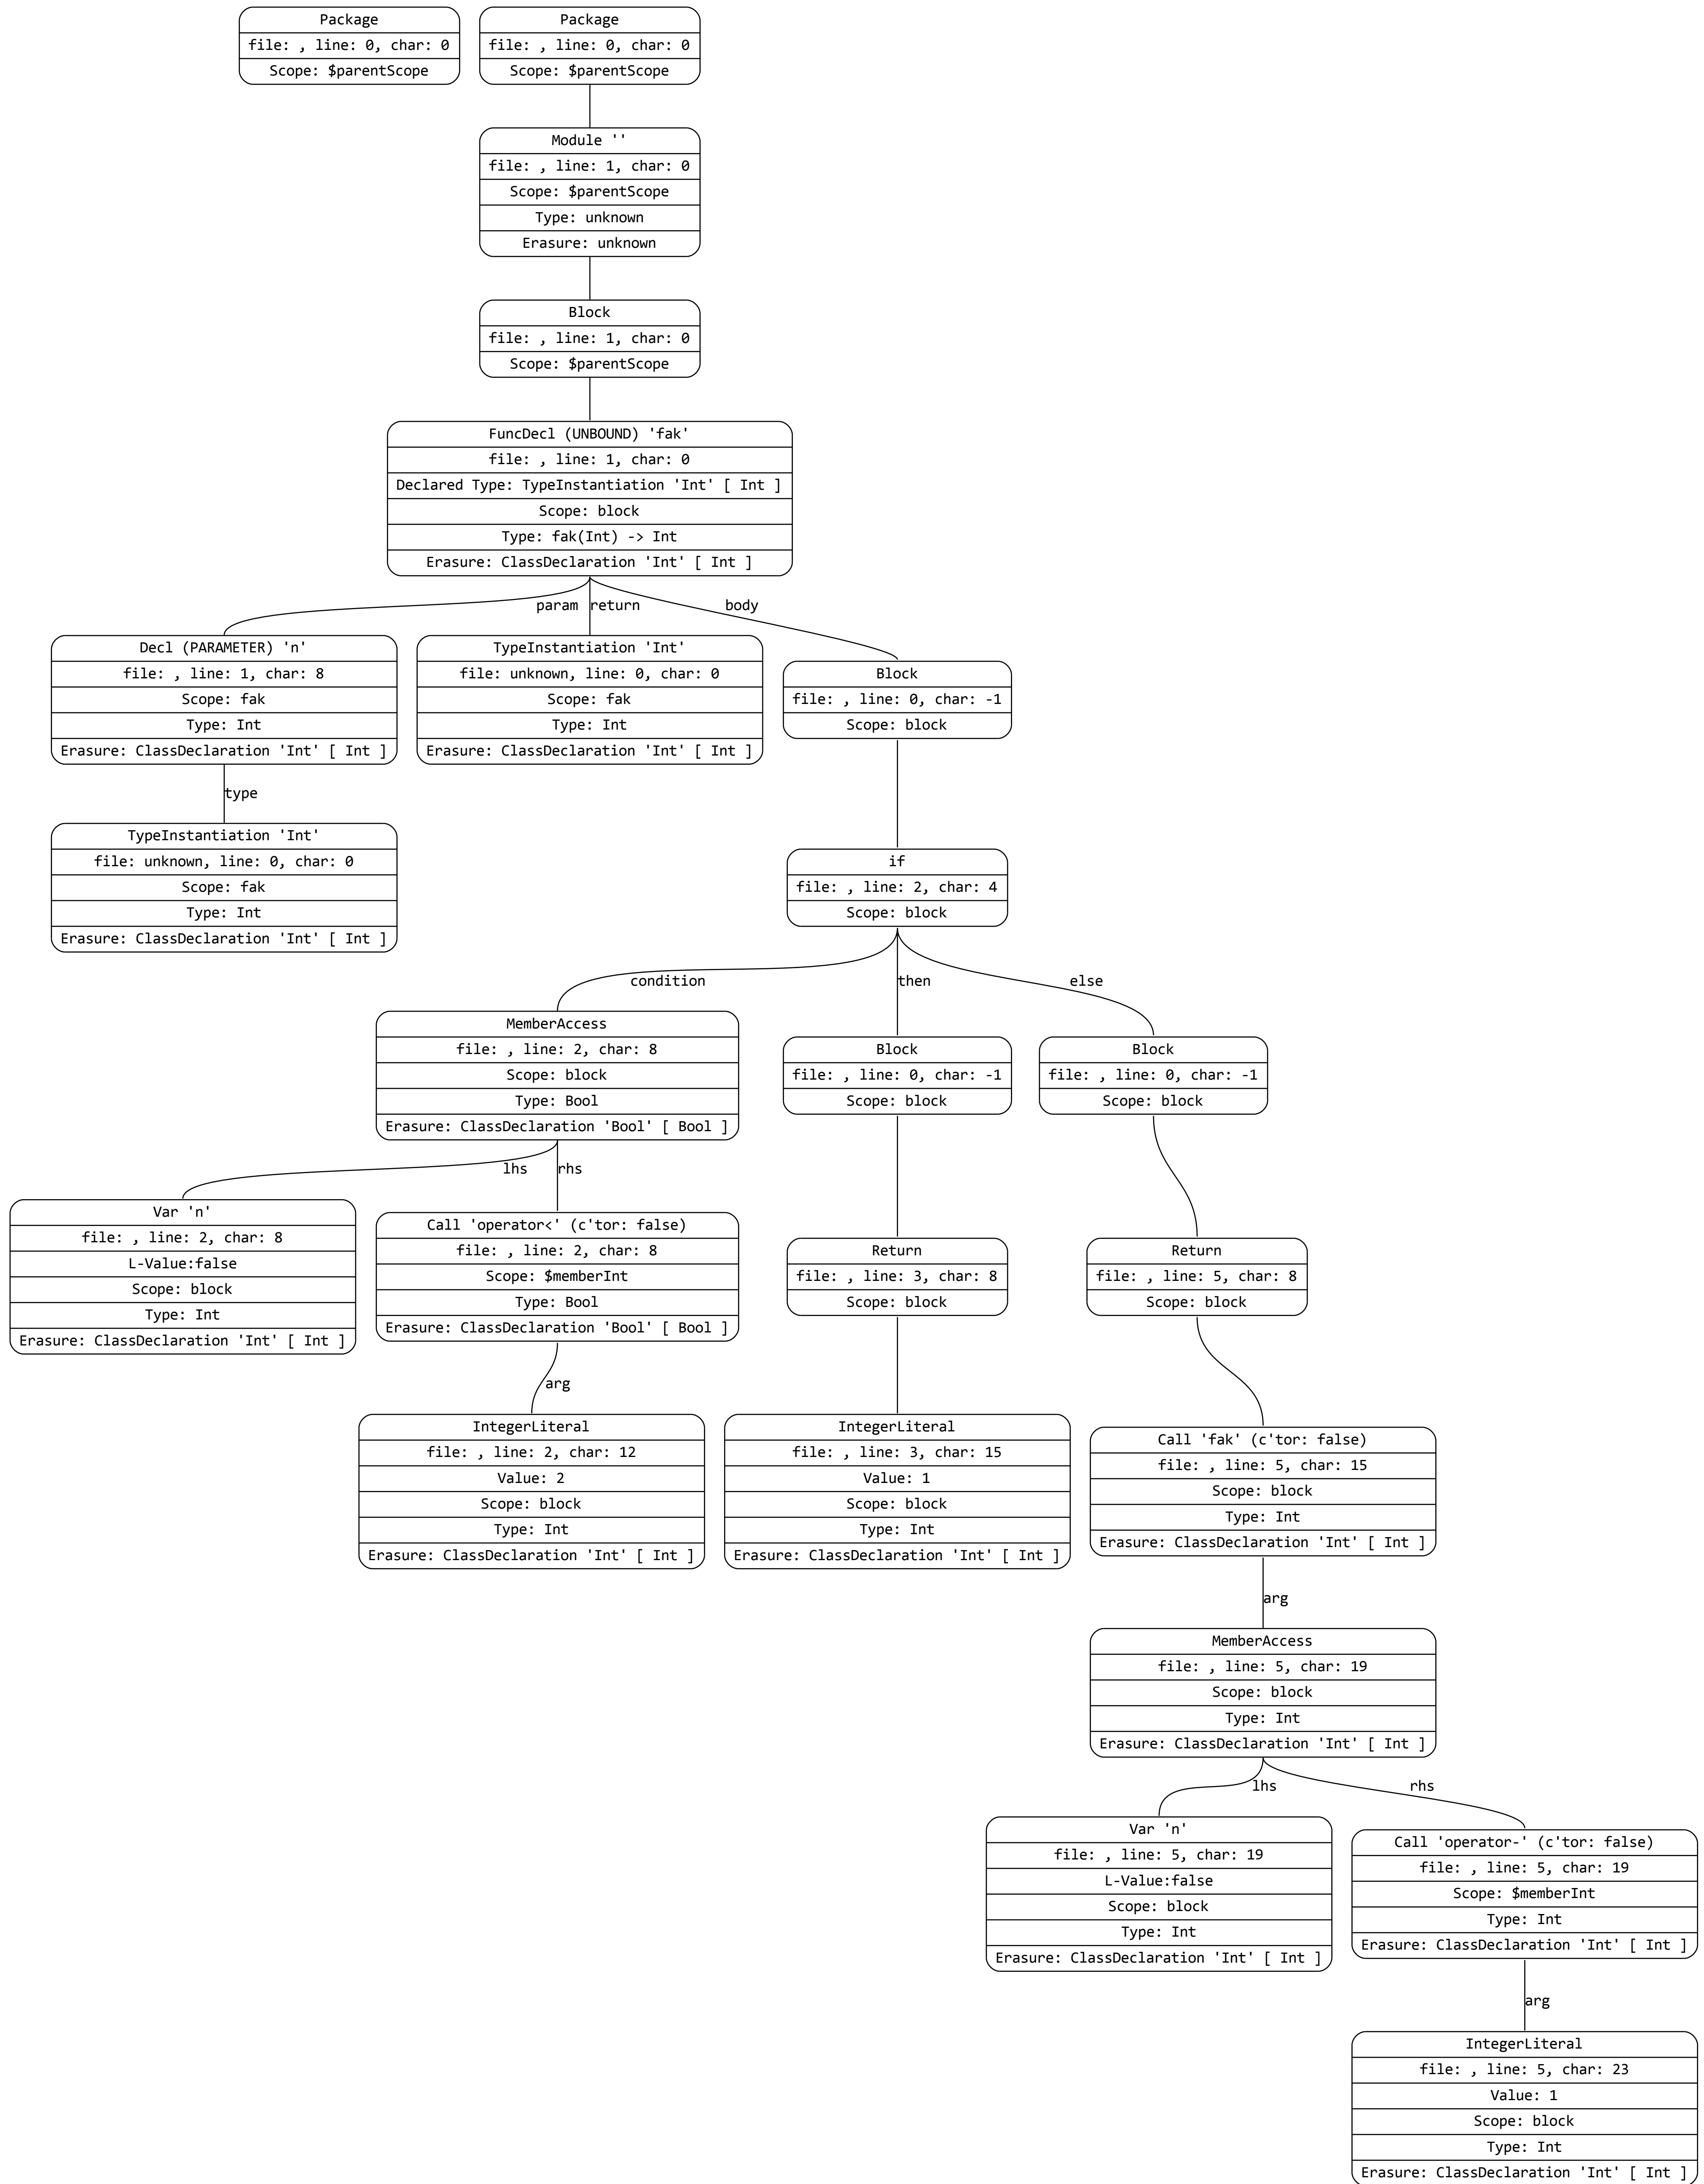 Package
file: , line: 0, char: 0
Scope: $parentScope
Package
file: , line: 0, char: 0
Scope: $parentScope
Module ''
file: , line: 1, char: 0
Scope: $parentScope
Type: unknown
Erasure: unknown
Block
file: , line: 1, char: 0
Scope: $parentScope
FuncDecl (UNBOUND) 'fak'
file: , line: 1, char: 0
Declared Type: TypeInstantiation 'Int' [ Int ]
Scope: block
Type: fak(Int) -> Int
Erasure: ClassDeclaration 'Int' [ Int ]
param
return
body
Decl (PARAMETER) 'n'
file: , line: 1, char: 8
Scope: fak
Type: Int
Erasure: ClassDeclaration 'Int' [ Int ]
TypeInstantiation 'Int'
file: unknown, line: 0, char: 0
Scope: fak
Type: Int
Erasure: ClassDeclaration 'Int' [ Int ]
Block
file: , line: 0, char: -1
Scope: block
type
TypeInstantiation 'Int'
file: unknown, line: 0, char: 0
Scope: fak
Type: Int
Erasure: ClassDeclaration 'Int' [ Int ]
if
file: , line: 2, char: 4
Scope: block
condition
then
else
MemberAccess
file: , line: 2, char: 8
Scope: block
Type: Bool
Erasure: ClassDeclaration 'Bool' [ Bool ]
Block
file: , line: 0, char: -1
Scope: block
Block
file: , line: 0, char: -1
Scope: block
lhs
rhs
Var 'n'
file: , line: 2, char: 8
L-Value:false
Scope: block
Type: Int
Erasure: ClassDeclaration 'Int' [ Int ]
Call 'operator<' (c'tor: false)
file: , line: 2, char: 8
Scope: $memberInt
Type: Bool
Erasure: ClassDeclaration 'Bool' [ Bool ]
Return
file: , line: 3, char: 8
Scope: block
Return
file: , line: 5, char: 8
Scope: block
arg
IntegerLiteral
file: , line: 2, char: 12
Value: 2
Scope: block
Type: Int
Erasure: ClassDeclaration 'Int' [ Int ]
IntegerLiteral
file: , line: 3, char: 15
Value: 1
Scope: block
Type: Int
Erasure: ClassDeclaration 'Int' [ Int ]
Call 'fak' (c'tor: false)
file: , line: 5, char: 15
Scope: block
Type: Int
Erasure: ClassDeclaration 'Int' [ Int ]
arg
MemberAccess
file: , line: 5, char: 19
Scope: block
Type: Int
Erasure: ClassDeclaration 'Int' [ Int ]
lhs
rhs
Var 'n'
file: , line: 5, char: 19
L-Value:false
Scope: block
Type: Int
Erasure: ClassDeclaration 'Int' [ Int ]
Call 'operator-' (c'tor: false)
file: , line: 5, char: 19
Scope: $memberInt
Type: Int
Erasure: ClassDeclaration 'Int' [ Int ]
arg
IntegerLiteral
file: , line: 5, char: 23
Value: 1
Scope: block
Type: Int
Erasure: ClassDeclaration 'Int' [ Int ]